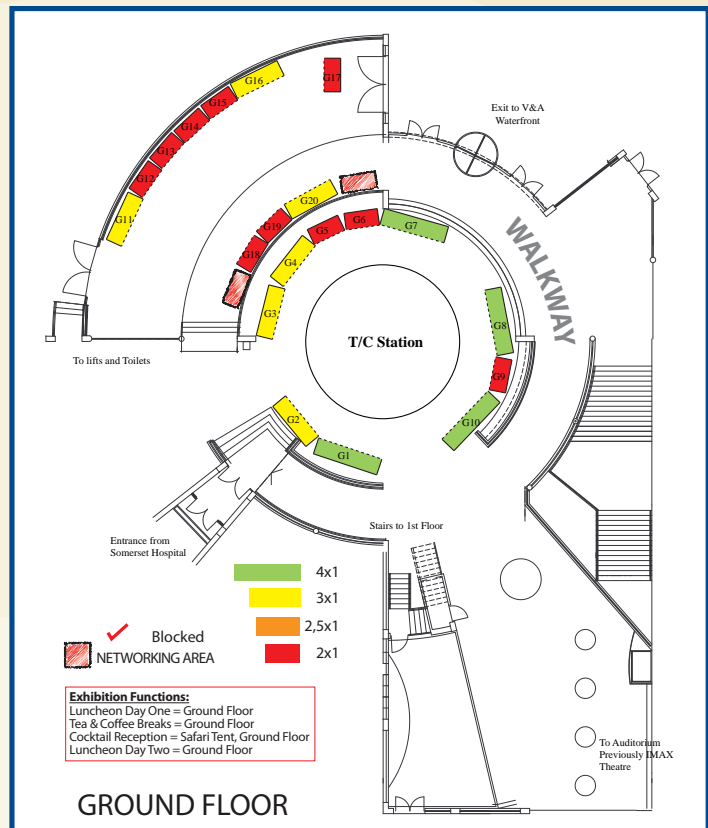 G16
G17
G15
G14
G13
G12
G11
Exit to V&A
Waterfront
G20
G19
G18
G6
G5
G7
G4
G3
WALKWAY
G8
T/C Station
G9
To lifts and Toilets
G2
G10
G1
Stairs to 1st Floor
Entrance from
Somerset Hospital
4x1
3x1
2,5x1
2x1
Blocked
NETWORKING AREA
Exhibition Functions:
Luncheon Day One = Ground Floor
Tea & Coffee Breaks = Ground Floor
Cocktail Reception = Safari Tent, Ground Floor
Luncheon Day Two = Ground Floor
To Auditorium
Previously IMAX
Theatre
GROUND FLOOR